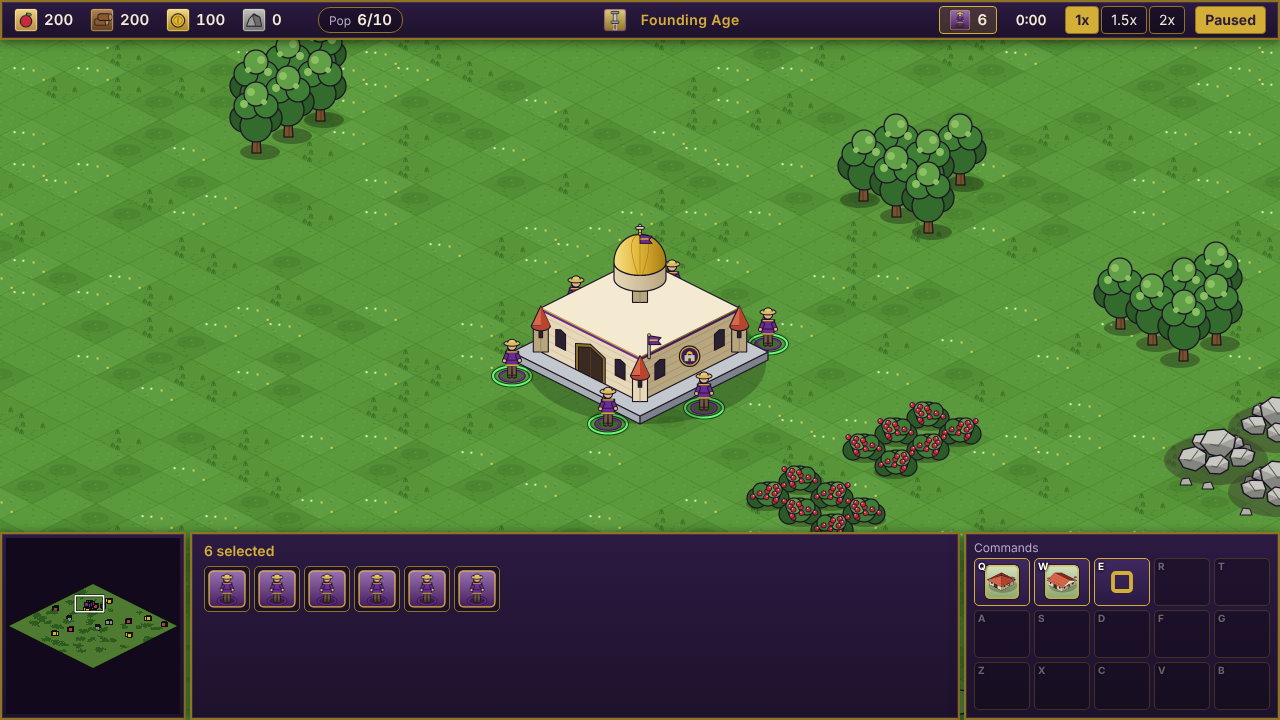 200
200
100
0
Pop 6/10
Founding Age
6
0:00
1x
1.5x
2x
Paused
6 selected
Commands
Q
W
E
R
T
A
S
D
F
G
Z
X
C
V
B